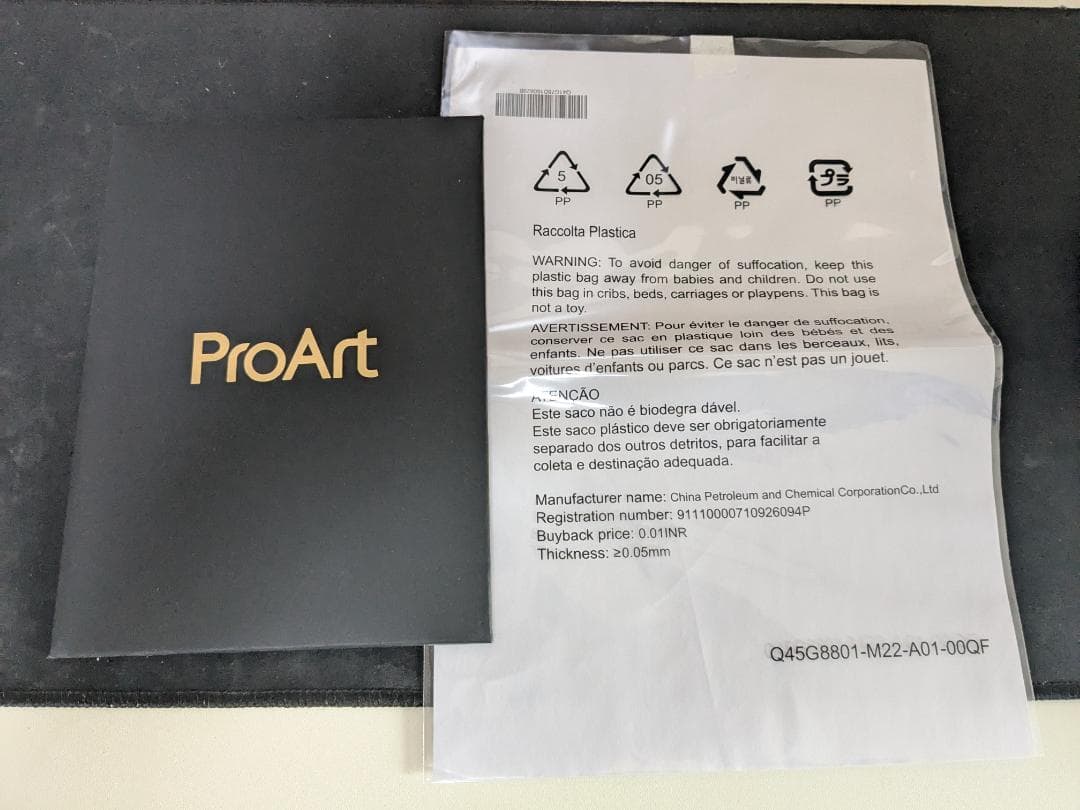 ProArt
5
05
비닐류
プラ
PP
PP
PP
PP
Raccolta Plastica
WARNING: To avoid danger of suffocation, keep this
plastic bag away from babies and children. Do not use
this bag in cribs, beds, carriages or playpens. This bag is
not a toy.
AVERTISSEMENT: Pour éviter le danger de suffocation,
conserver ce sac en plastique loin des bébés et des
enfants. Ne pas utiliser ce sac dans les berceaux, lits,
voitures d'enfants ou parcs. Ce sac n'est pas un jouet.
ATENÇÃO
Este saco não é biodegra dável.
Este saco plástico deve ser obrigatoriamente
separado dos outros detritos, para facilitar a
coleta e destinação adequada.
Manufacturer name: China Petroleum and Chemical CorporationCo.,Ltd
Registration number: 91110000710926094P
Buyback price: 0.01INR
Thickness: ≥0.05mm
Q45G8801-M22-A01-00QF